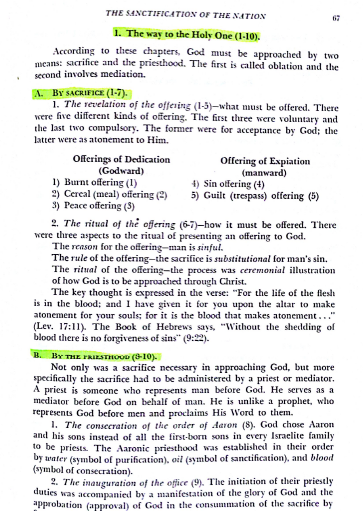 THE SANCTIFICATION OF THE NATION 67
1. The way to the Holy One (1-10).
According to these chapters, God must be approached by two
means: sacrifice and the priesthood. The first is called oblation and the
second involves mediation.
A. BY SACRIFICE (1-7).
1. The revelation of the offering (1-5)—what must be offered. There
were five different kinds of offering. The first three were voluntary and
the last two compulsory. The former were for acceptance by God; the
latter were as atonement to Him.
Offerings of Dedication
(Godward)
1) Burnt offering (1)
2) Cereal (meal) offering (2)
3) Peace offering (3)
Offering of Expiation
(manward)
4) Sin offering (4)
5) Guilt (trespass) offering (5)
2. The ritual of the offering (6-7)—how it must be offered. There
were three aspects to the ritual of presenting an offering to God.
The reason for the offering—man is sinful.
The rule of the offering—the sacrifice is substitutional for man's sin.
The ritual of the offering—the process was ceremonial illustration
of how God is to be approached through Christ.
The key thought is expressed in the verse: "For the life of the flesh
is in the blood; and I have given it for you upon the altar to make
atonement for your souls; for it is the blood that makes atonement . . ."
(Lev. 17:11). The Book of Hebrews says, "Without the shedding of
blood there is no forgiveness of sins" (9:22).
B. BY THE PRIESTHOOD (8-10).
Not only was sacrifice necessary in approaching God, but more
specifically the sacrifice had to be administered by a priest or mediator.
A priest is someone who represents man before God. He serves as a
mediator before God on behalf of man. He is unlike a prophet, who
represents God before men and proclaims His Word to them.
1. The consecration of the order of Aaron (8). God chose Aaron
and his sons instead of all the first-born sons in every Israelite family
to be priests. The Aaronic priesthood was established in their order
by water (symbol of purification), oil (symbol of sanctification), and blood
(symbol of consecration).
2. The inauguration of the office (9). The initiation of their priestly
duties was accompanied by a manifestation of the glory of God and the
approbation (approval) of God in the consummation of the sacrifice by